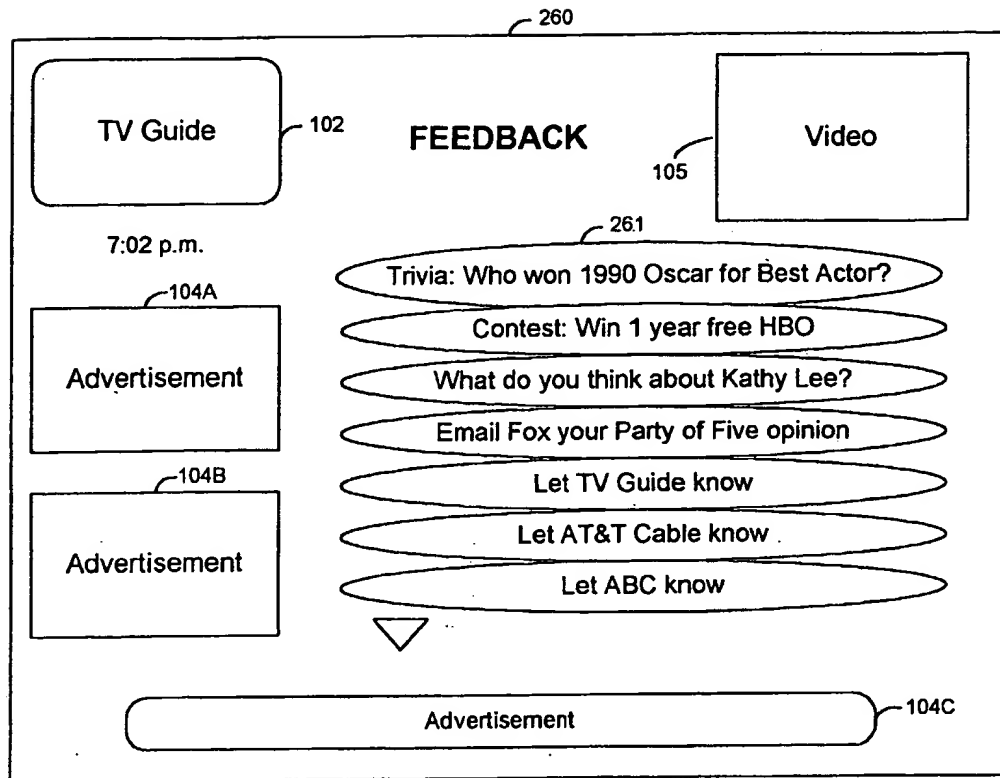 260
TV Guide
102
FEEDBACK
105
Video
7:02 p.m.
261
Trivia: Who won 1990 Oscar for Best Actor?
Contest: Win 1 year free HBO
What do you think about Kathy Lee?
Email Fox your Party of Five opinion
Let TV Guide know
Let AT&T Cable know
Let ABC know
104A
Advertisement
104B
Advertisement
Advertisement
104C